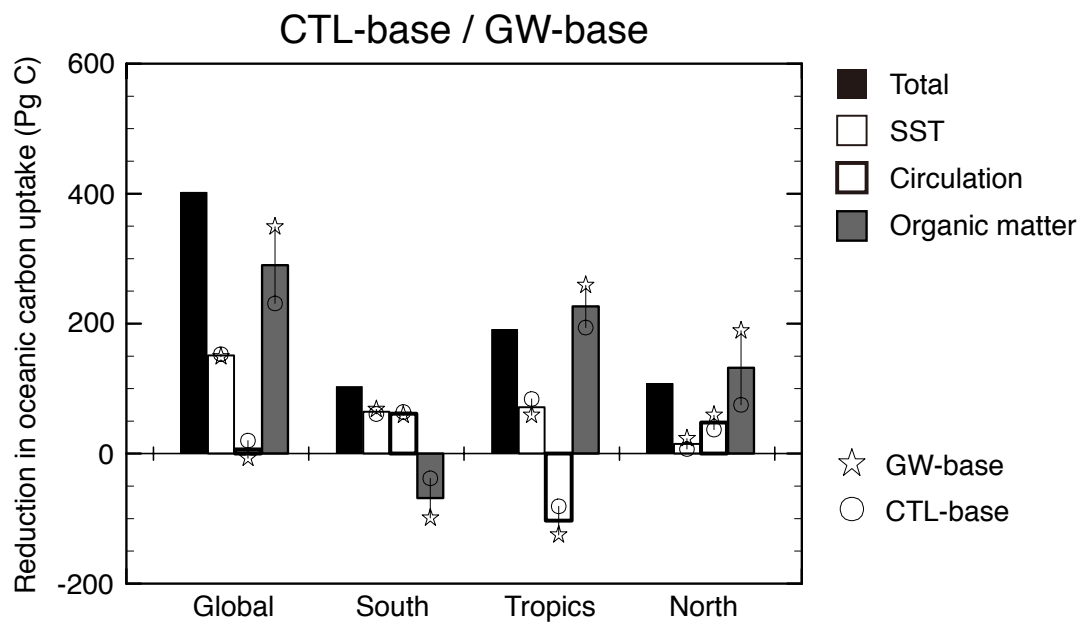 CTL-base / GW-base
Reduction in oceanic carbon uptake (Pg C)
600
400
200
0
-200
Global
South
Tropics
North
Total
SST
Circulation
Organic matter
GW-base
CTL-base